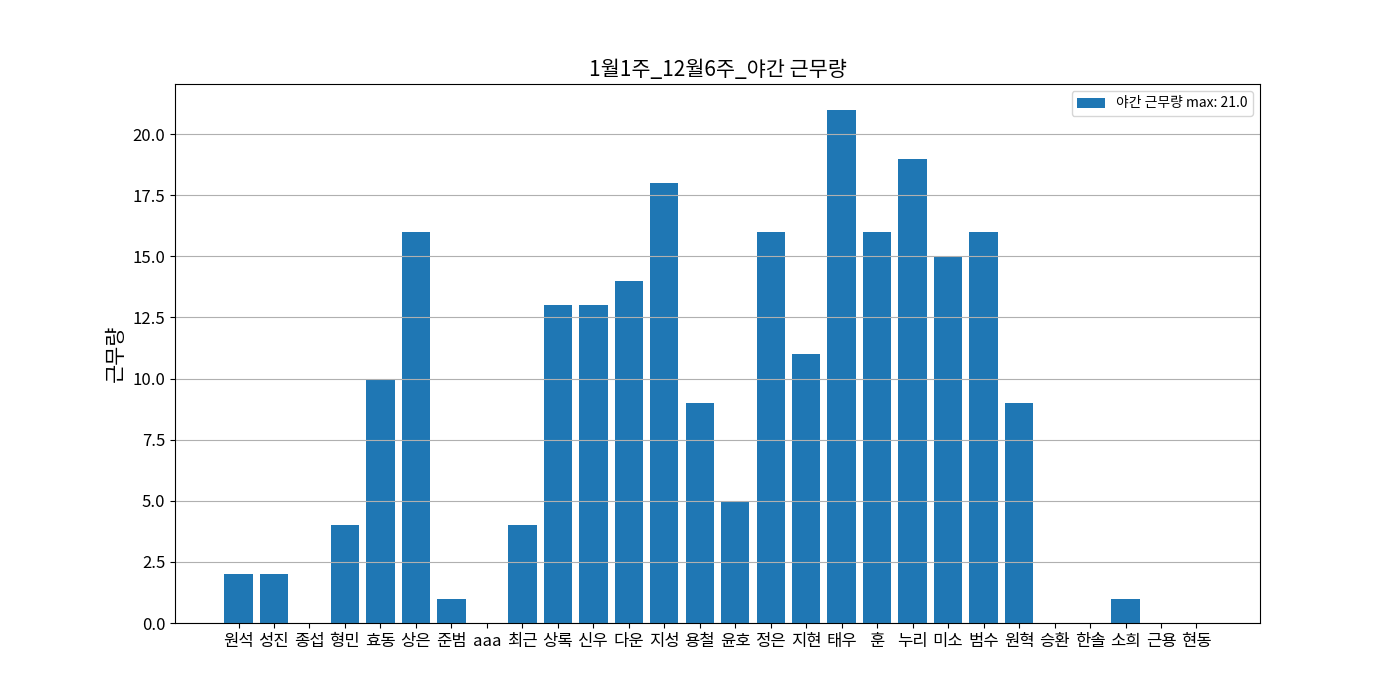 1월1주_12월6주_야간 근무량
야간 근무량 max: 21.0
근무량
20.0
17.5
15.0
12.5
10.0
7.5
5.0
2.5
0.0
원석 성진 종섭 형민 효동 상은 준범 aaa 최근 상록 신우 다운 지성 용철 윤호 정은 지현 태우 훈 누리 미소 범수 원혁 승환 한솔 소희 근용 현동